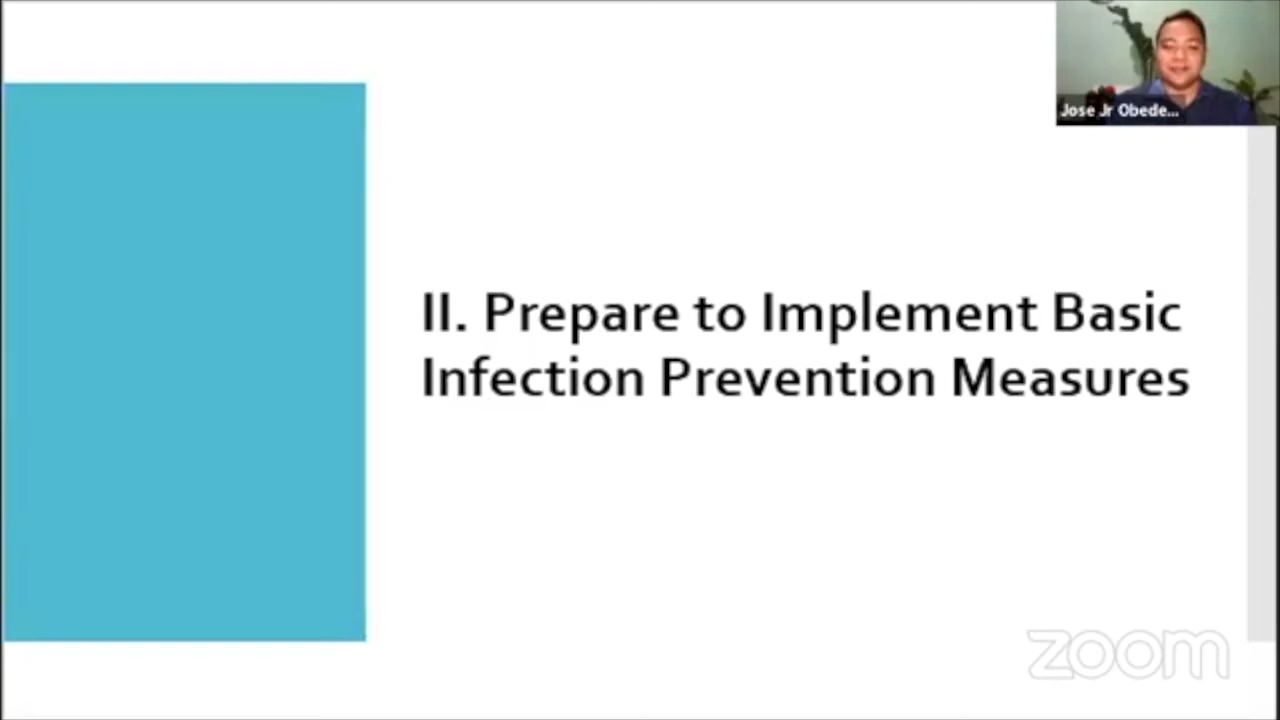 Jose Jr Obede...
II. Prepare to Implement Basic
Infection Prevention Measures
zoom